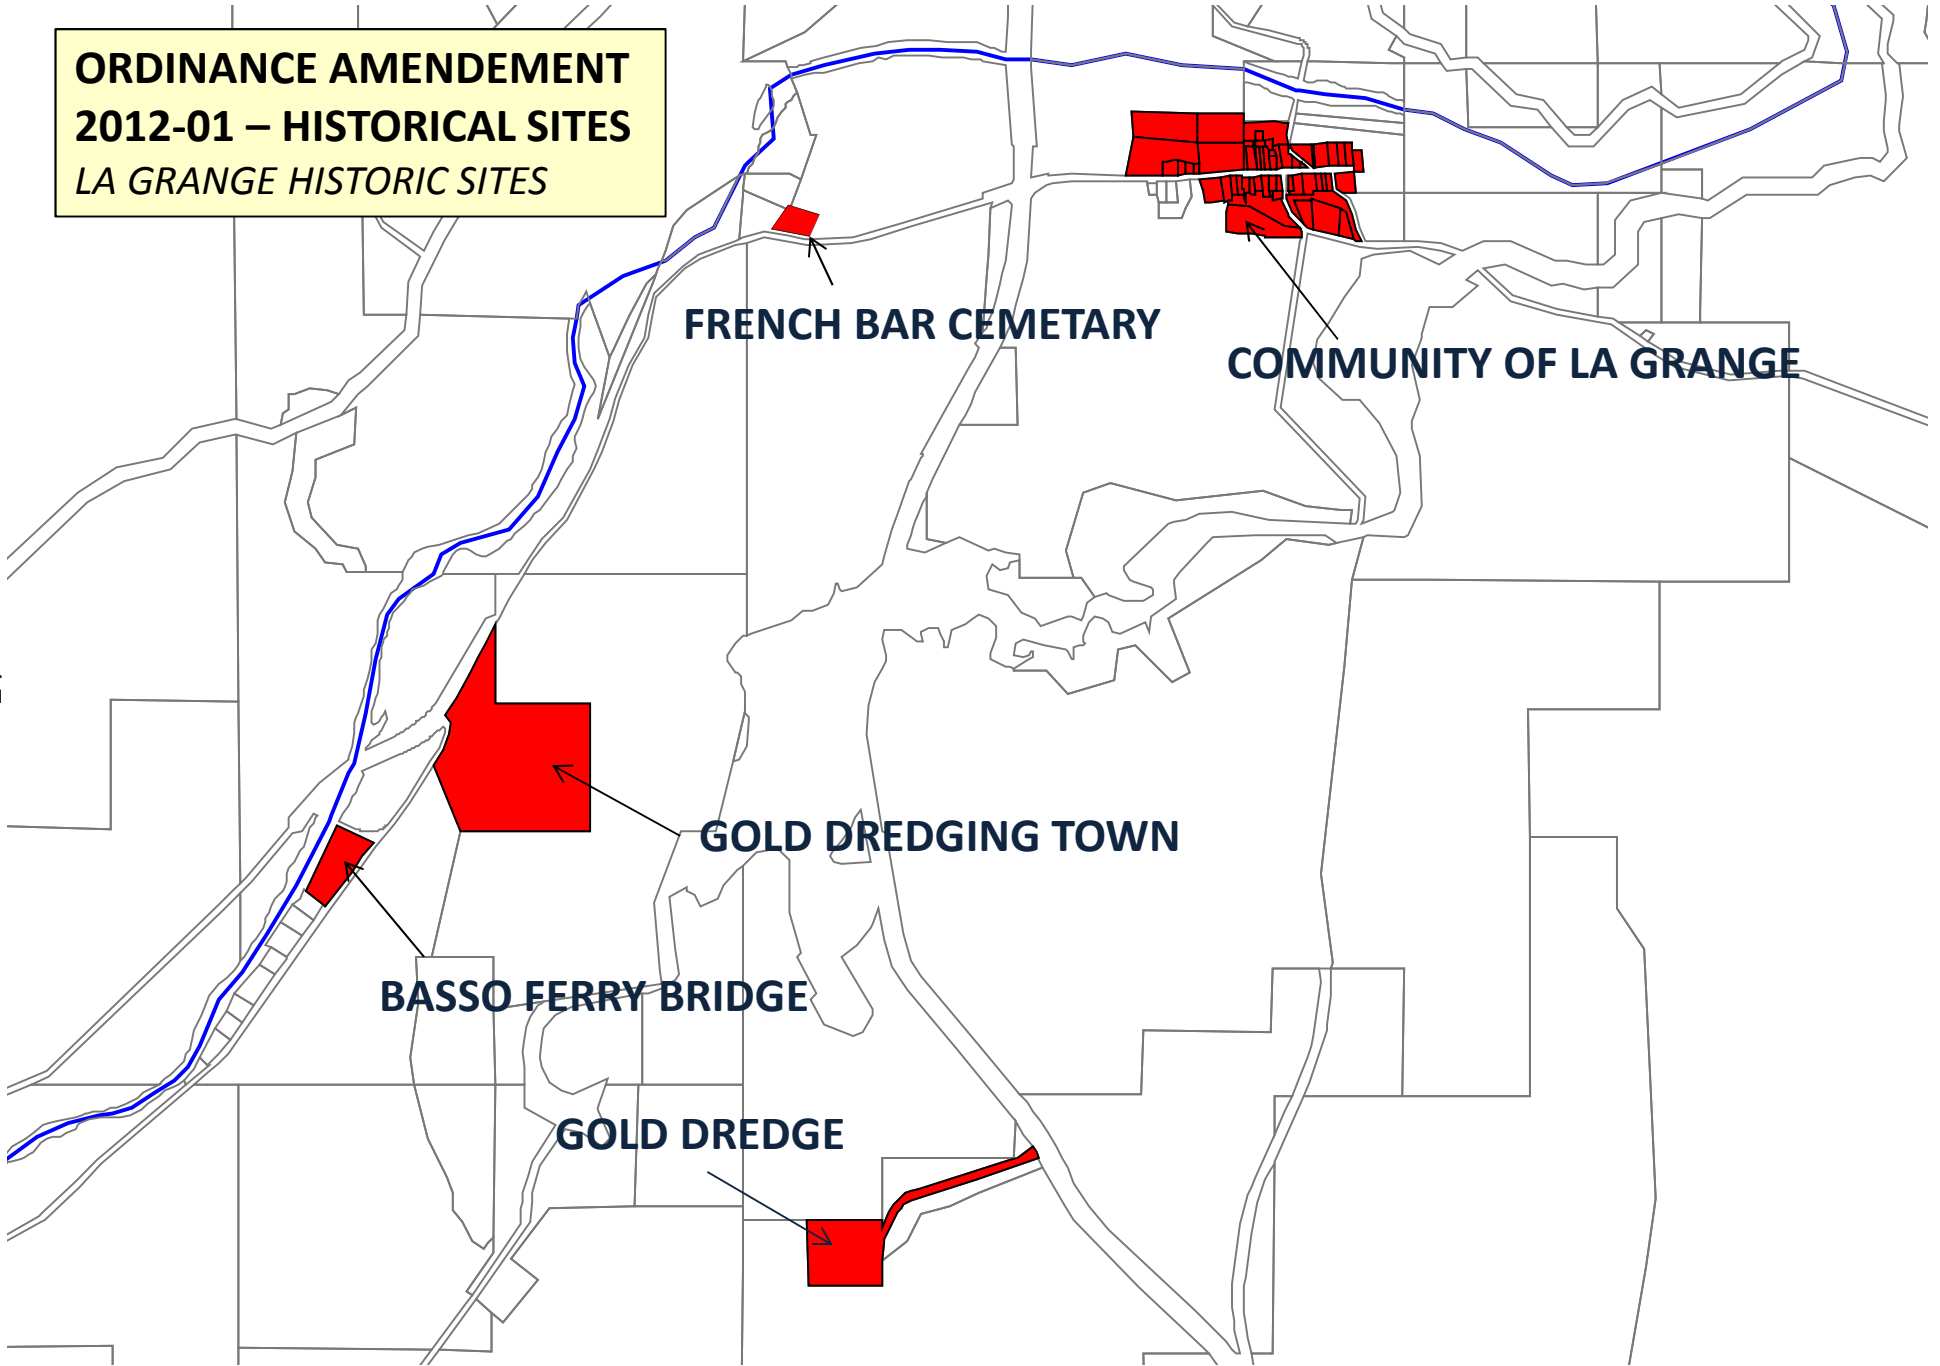 ORDINANCE AMENDEMENT
2012-01 – HISTORICAL SITES
LA GRANGE HISTORIC SITES
FRENCH BAR CEMETARY
COMMUNITY OF LA GRANGE
GOLD DREDGING TOWN
BASSO FERRY BRIDGE
GOLD DREDGE